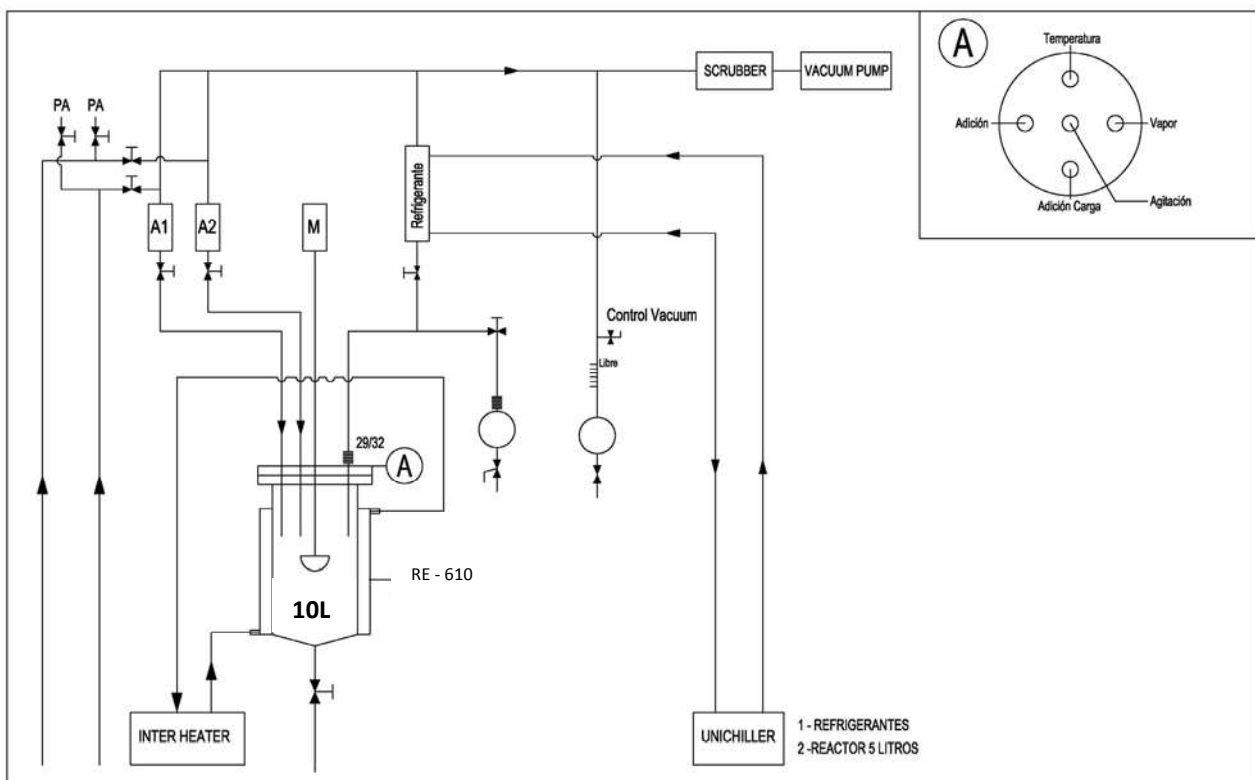 A
Temperatura
Adición
Vapor
Adición Carga
Agitación
SCRUBBER
VACUUM PUMP
PA
PA
A1
A2
M
Refrigerante
Control Vacuum
Libre
29/32
A
RE - 610
10L
INTER HEATER
UNICHILLER
1 - REFRIGERANTES
2 -REACTOR 5 LITROS